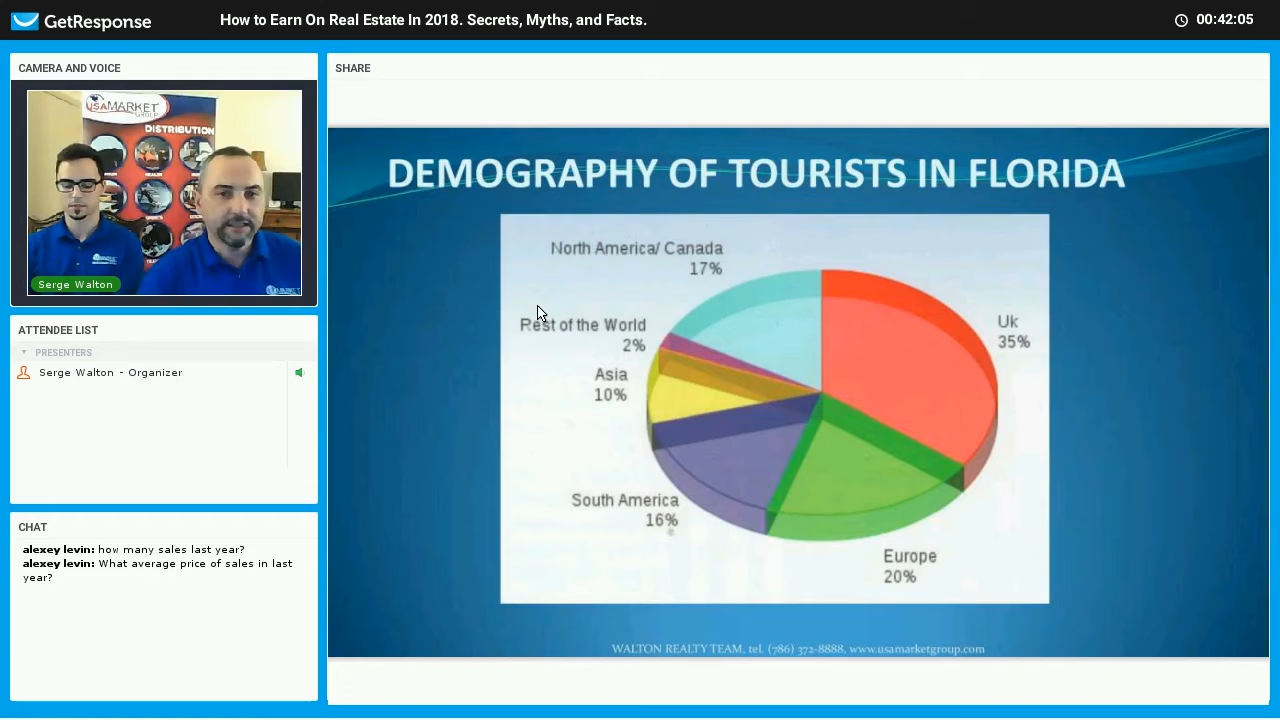 GetResponse
How to Earn On Real Estate In 2018. Secrets, Myths, and Facts.
00:42:05
CAMERA AND VOICE
USAMARKET
GROUP
DISTRIBUTION
Serge Walton
ATTENDEE LIST
PRESENTERS
Serge Walton - Organizer
CHAT
alexey levin: how many sales last year?
alexey levin: What average price of sales in last
year?
SHARE
DEMOGRAPHY OF TOURISTS IN FLORIDA
North America/ Canada
17%
Rest of the World
2%
Asia
10%
South America
16%
Uk
35%
Europe
20%
WALTON REALTY TEAM, tel. (786) 372-8888, www.usamarketgroup.com